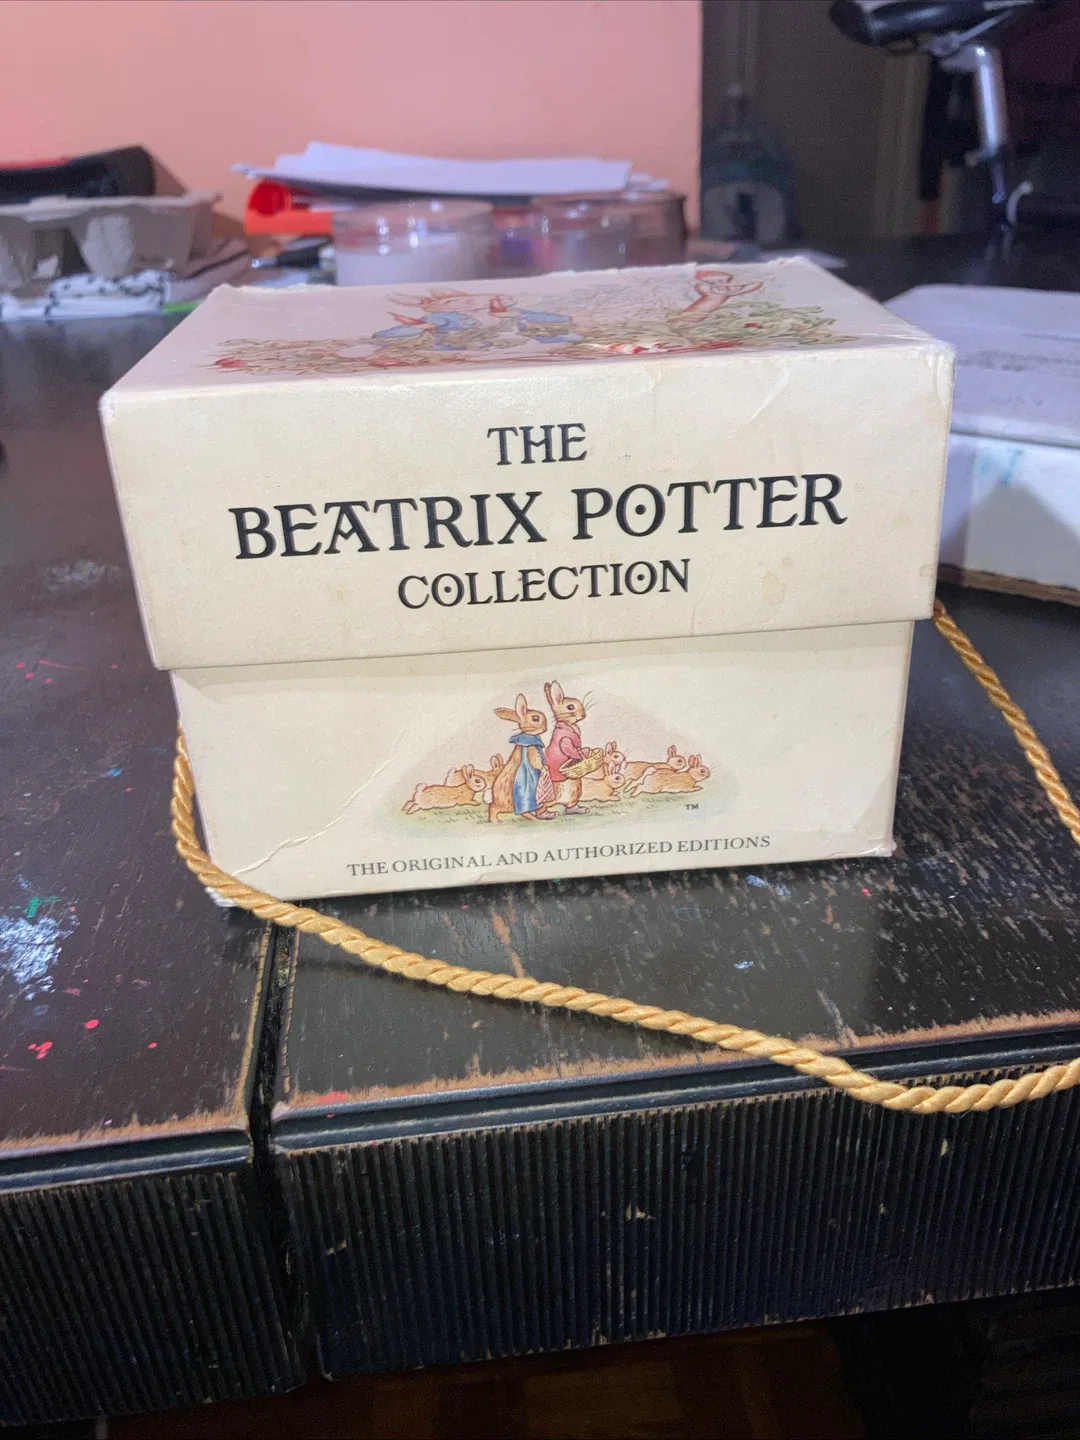 THE
BEATRIX POTTER
COLLECTION
TM
THE ORIGINAL AND AUTHORIZED EDITIONS